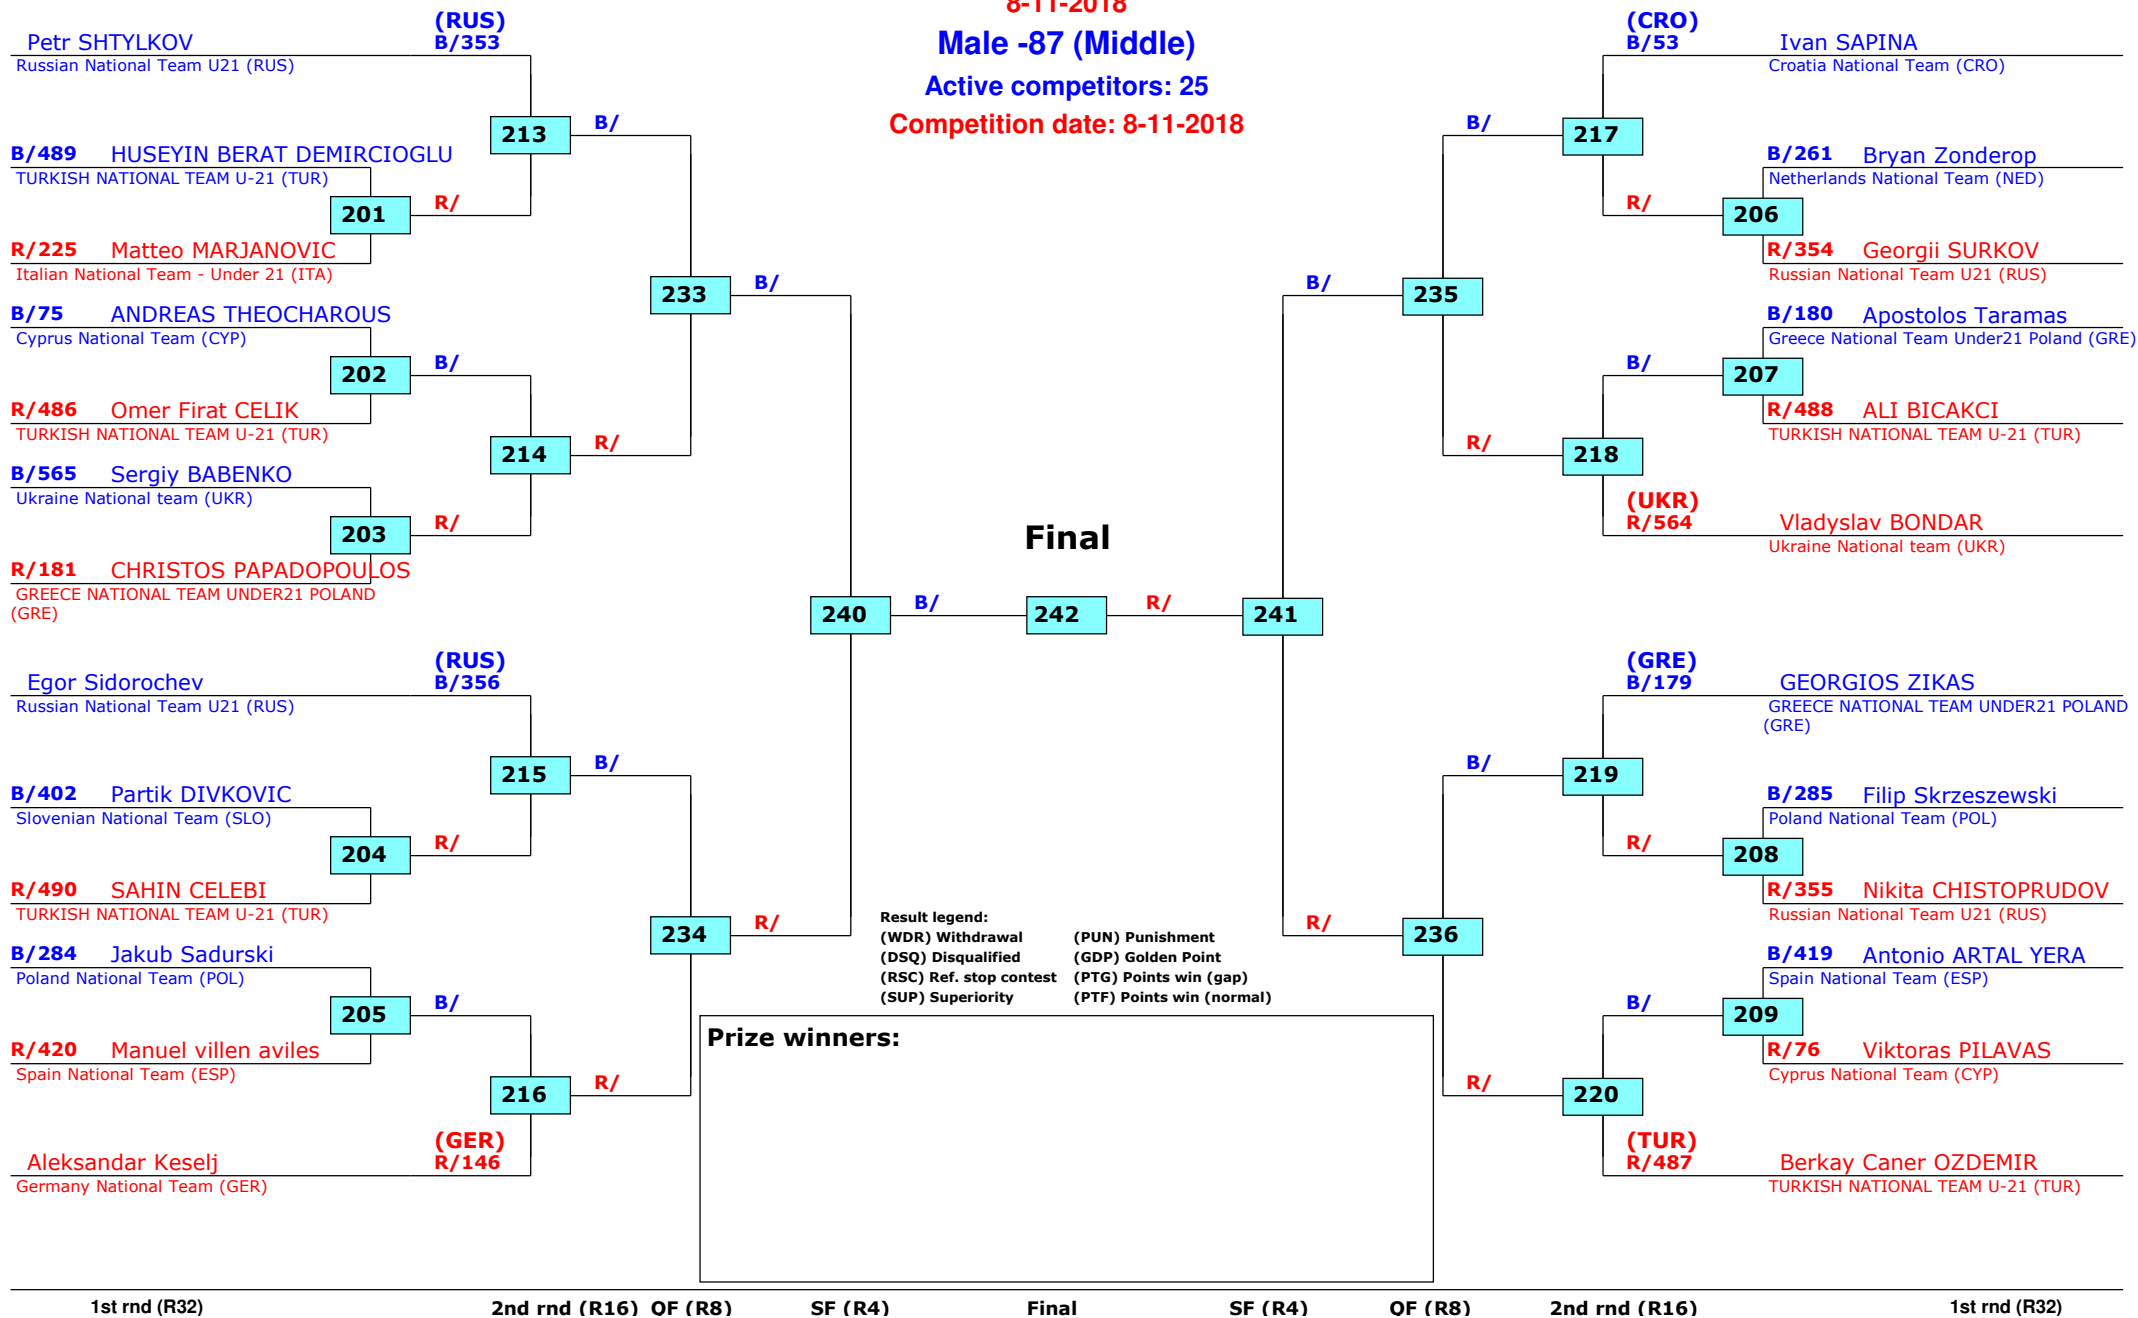 8-11-2018
Male -87 (Middle)
Active competitors: 25
Competition date: 8-11-2018
(RUS)
Petr SHTYLKOV B/353
Russian National Team U21 (RUS)
213
B/
B/489 HUSEYIN BERAT DEMIRCIOGLU
TURKISH NATIONAL TEAM U-21 (TUR)
201
R/
R/225 Matteo MARJANOVIC
Italian National Team - Under 21 (ITA)
233
B/
B/75 ANDREAS THEOCHAROUS
Cyprus National Team (CYP)
202
B/
R/486 Omer Firat CELIK
TURKISH NATIONAL TEAM U-21 (TUR)
214
R/
B/565 Sergiy BABENKO
Ukraine National team (UKR)
203
R/
R/181 CHRISTOS PAPADOPOULOS
GREECE NATIONAL TEAM UNDER21 POLAND
(GRE)
240
B/
(RUS)
Egor Sidorochev B/356
Russian National Team U21 (RUS)
215
B/
B/402 Partik DIVKOVIC
Slovenian National Team (SLO)
204
R/
R/490 SAHIN CELEBI
TURKISH NATIONAL TEAM U-21 (TUR)
234
R/
B/284 Jakub Sadurski
Poland National Team (POL)
205
B/
R/420 Manuel villen aviles
Spain National Team (ESP)
216
R/
(GER)
Aleksandar Keselj R/146
Germany National Team (GER)
Final
242
R/
241
(CRO)
B/53 Ivan SAPINA
Croatia National Team (CRO)
B/
217
B/261 Bryan Zonderop
Netherlands National Team (NED)
R/
206
R/354 Georgii SURKOV
Russian National Team U21 (RUS)
B/
235
B/180 Apostolos Taramas
Greece National Team Under21 Poland (GRE)
B/
207
R/488 ALI BICAKCI
TURKISH NATIONAL TEAM U-21 (TUR)
R/
218
(UKR)
R/564 Vladyslav BONDAR
Ukraine National team (UKR)
(GRE)
B/179 GEORGIOS ZIKAS
GREECE NATIONAL TEAM UNDER21 POLAND
(GRE)
B/
219
B/285 Filip Skrzeszewski
Poland National Team (POL)
R/
208
R/355 Nikita CHISTOPRUDOV
Russian National Team U21 (RUS)
R/
236
B/419 Antonio ARTAL YERA
Spain National Team (ESP)
B/
209
R/76 Viktoras PILAVAS
Cyprus National Team (CYP)
R/
220
(TUR)
R/487 Berkay Caner OZDEMIR
TURKISH NATIONAL TEAM U-21 (TUR)
Result legend:
(WDR) Withdrawal (PUN) Punishment
(DSQ) Disqualified (GDP) Golden Point
(RSC) Ref. stop contest (PTG) Points win (gap)
(SUP) Superiority (PTF) Points win (normal)
Prize winners:
1st rnd (R32) 2nd rnd (R16) QF (R8) SF (R4) Final SF (R4) QF (R8) 2nd rnd (R16) 1st rnd (R32)